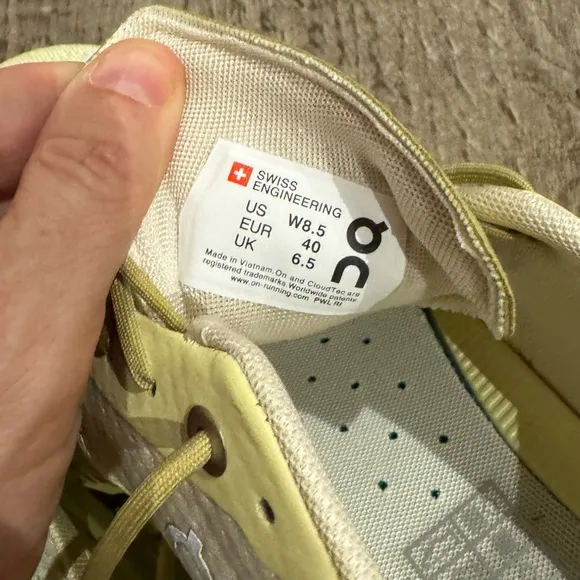 SWISS
ENGINEERING
US W8.5
EUR 40
UK 6.5
On
Made in Vietnam. On and CloudTec are
registered trademarks. Worldwide patents
www.on-running.com PWL/RI